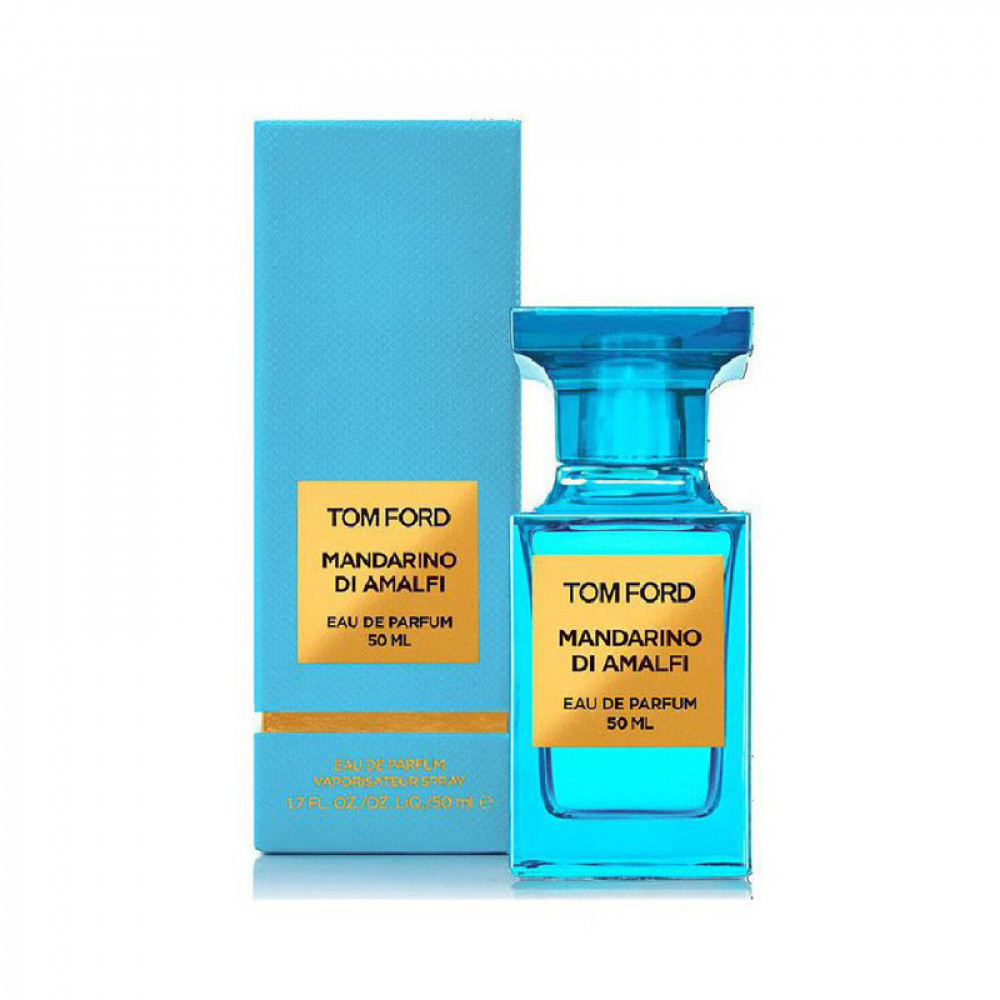 TOM FORD
MANDARINO
DI AMALFI
EAU DE PARFUM
50 ML
EAU DE PARFUM
VAPORISATEUR SPRAY
1.7 FL. OZ./OZ. LIQ./50 ml e
TOM FORD
MANDARINO
DI AMALFI
EAU DE PARFUM
50 ML